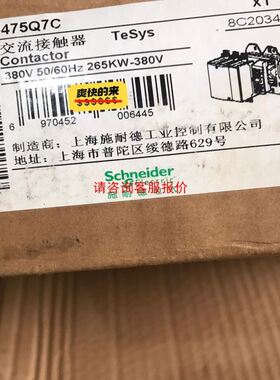 475Q7C
X1
交流接触器
TeSys
8C2034
Contactor
380V 50/60Hz 265KW-380V
爽快的来
6 970452 006445
制造商：上海施耐德工业控制有限公司
地址：上海市普陀区绥德路629号
请咨询客服报价
Schneider
Electric